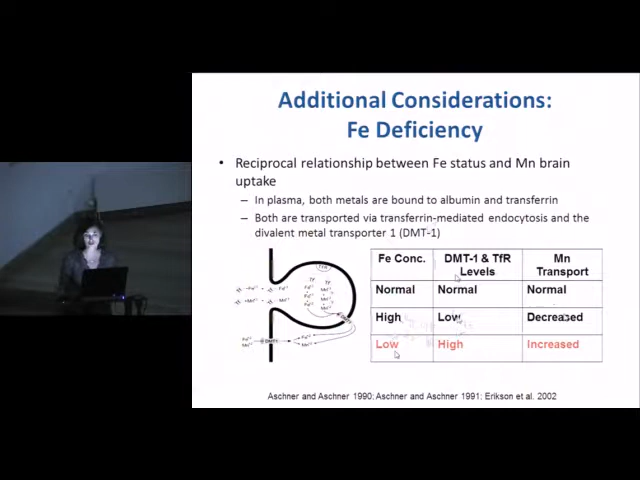 Additional Considerations:
Fe Deficiency
• Reciprocal relationship between Fe status and Mn brain
uptake
– In plasma, both metals are bound to albumin and transferrin
– Both are transported via transferrin-mediated endocytosis and the
divalent metal transporter 1 (DMT-1)
Fe Conc. DMT-1 & TfR Levels Mn Transport
Normal Normal Normal
High Low Decreased
Low High Increased
Aschner and Aschner 1990; Aschner and Aschner 1991; Erikson et al. 2002